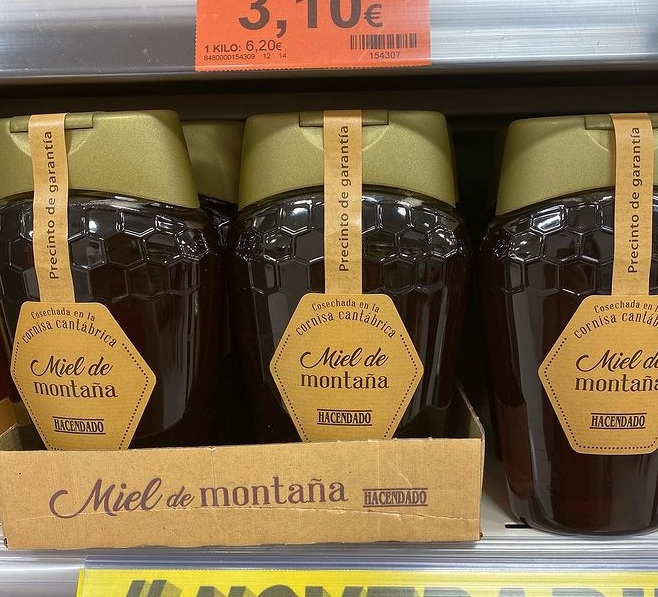 3,10€
1 KILO: 6,20€
8480000154309 12 14
154307
Precinto de garantía
Cosechada en la
cornisa cantábrica
Miel de
montaña
HACENDADO
Precinto de garantía
Cosechada en la
cornisa cantábrica
Miel de
montaña
HACENDADO
Precinto de garantía
Cosechada en la
Miel de
montaña
HACENDADO
Miel de montaña HACENDADO